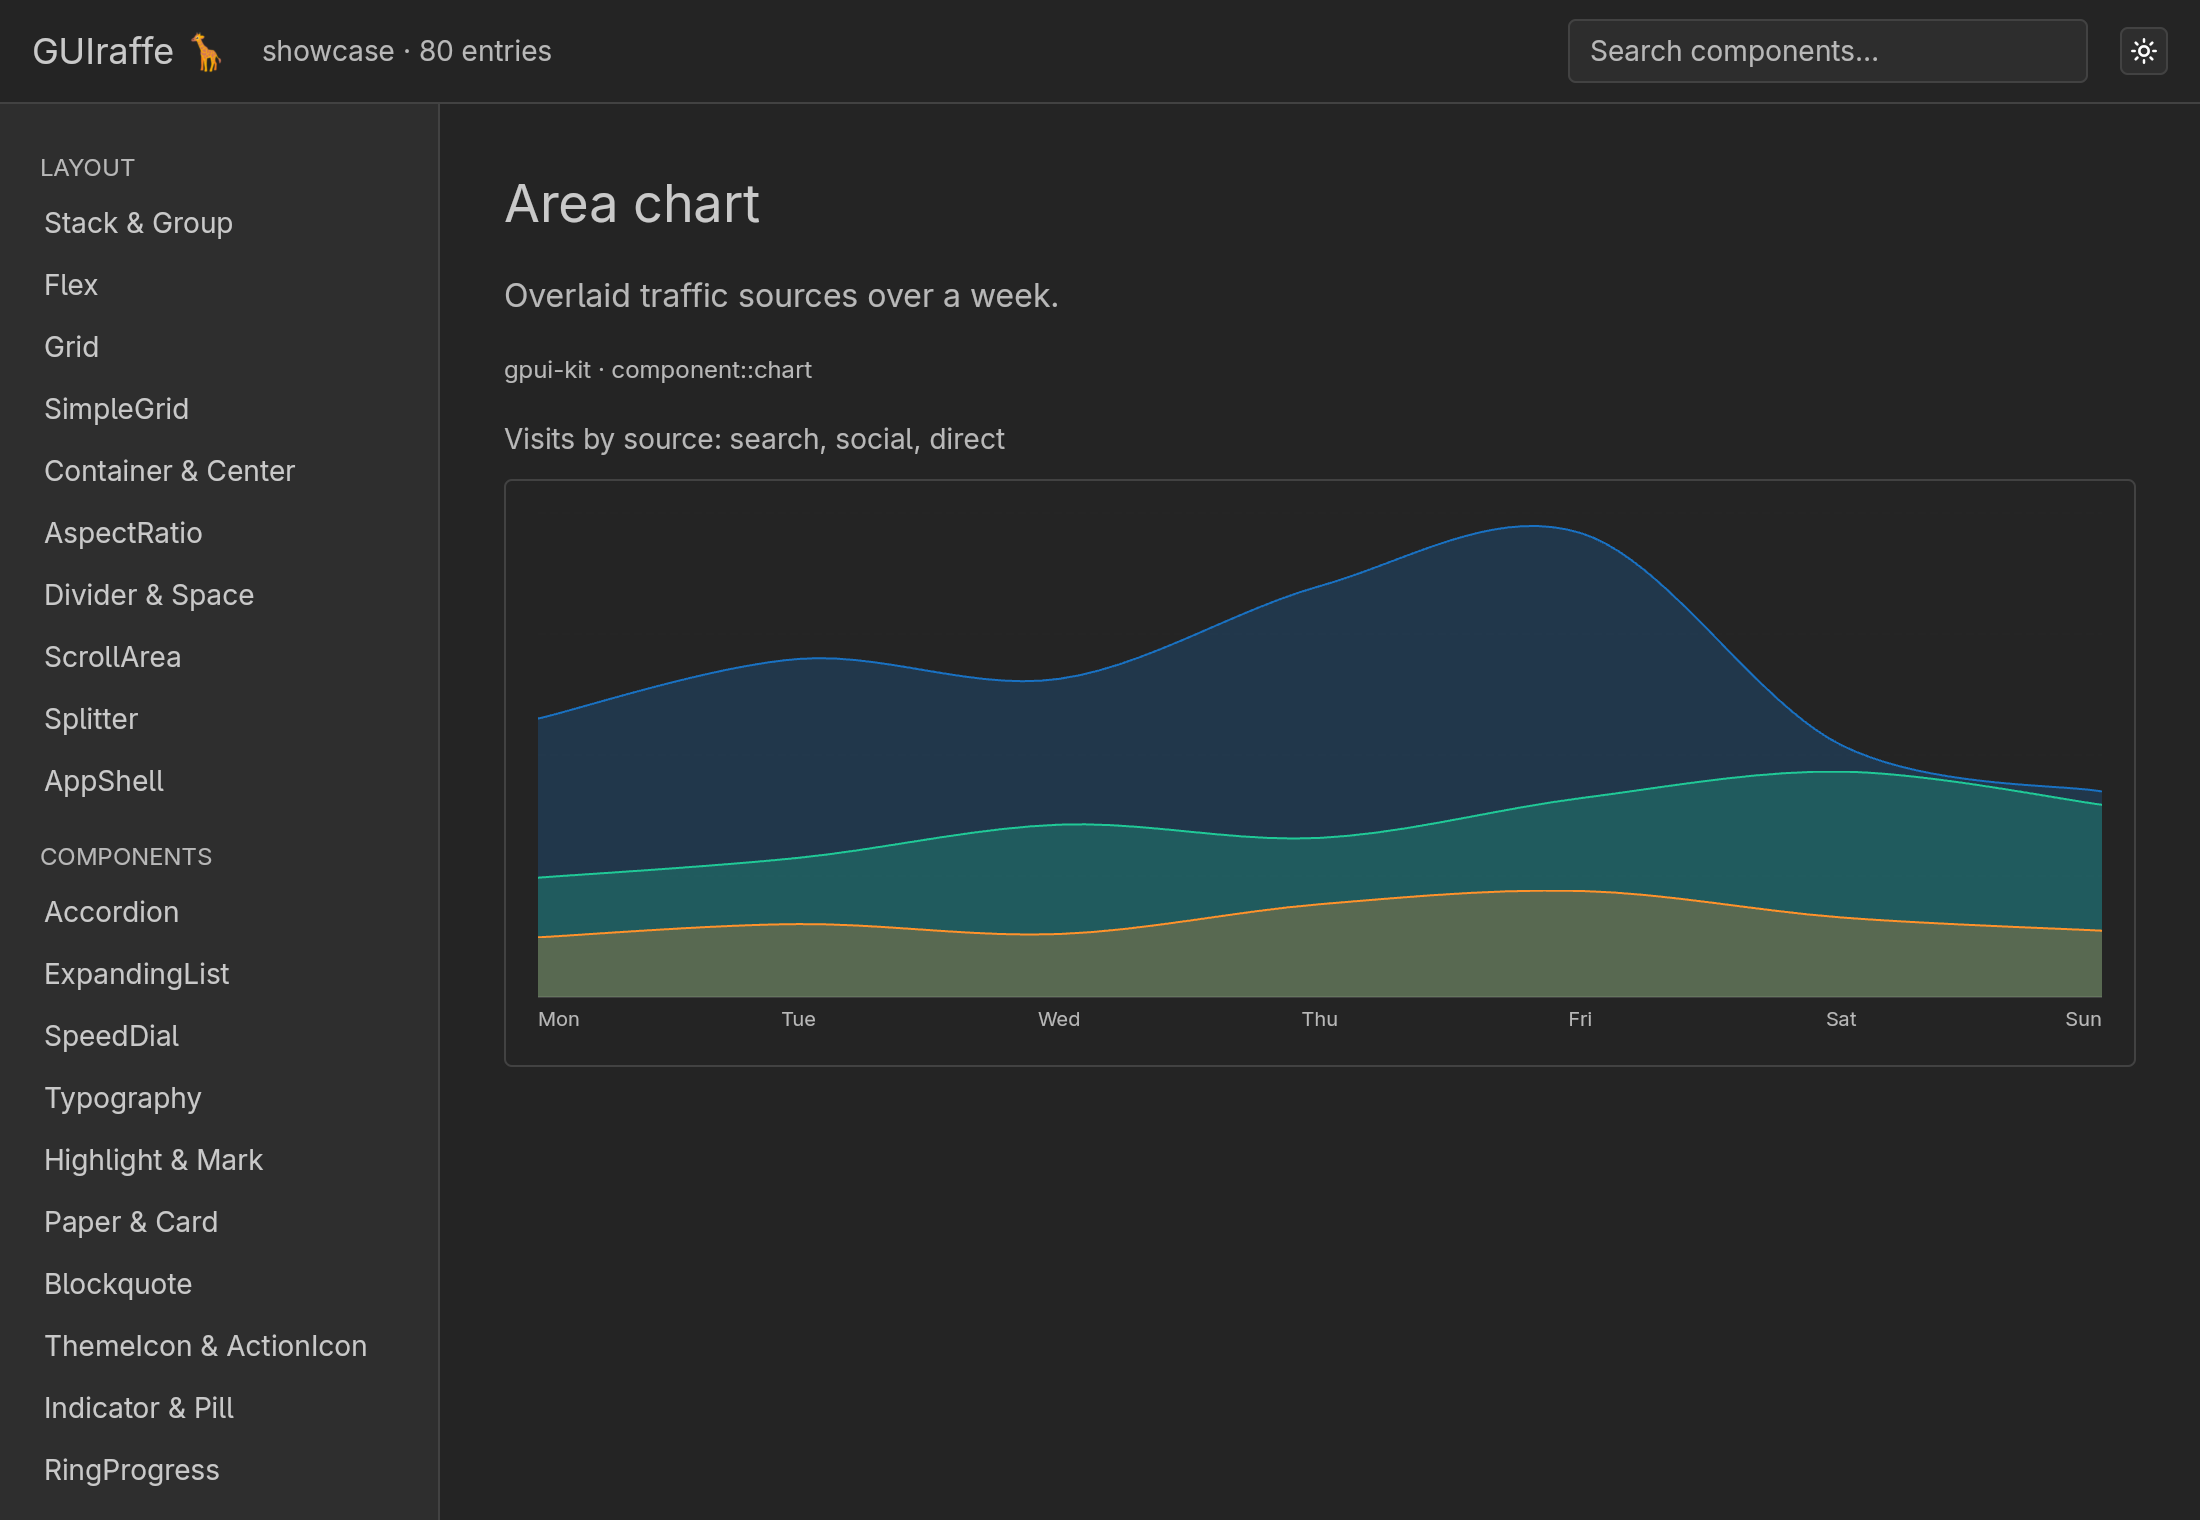 GUIraffe 🦒 showcase · 80 entries Search components...
LAYOUT
Stack & Group
Flex
Grid
SimpleGrid
Container & Center
AspectRatio
Divider & Space
ScrollArea
Splitter
AppShell
COMPONENTS
Accordion
ExpandingList
SpeedDial
Typography
Highlight & Mark
Paper & Card
Blockquote
ThemeIcon & ActionIcon
Indicator & Pill
RingProgress
Area chart
Overlaid traffic sources over a week.
gpui-kit · component::chart
Visits by source: search, social, direct
Mon Tue Wed Thu Fri Sat Sun